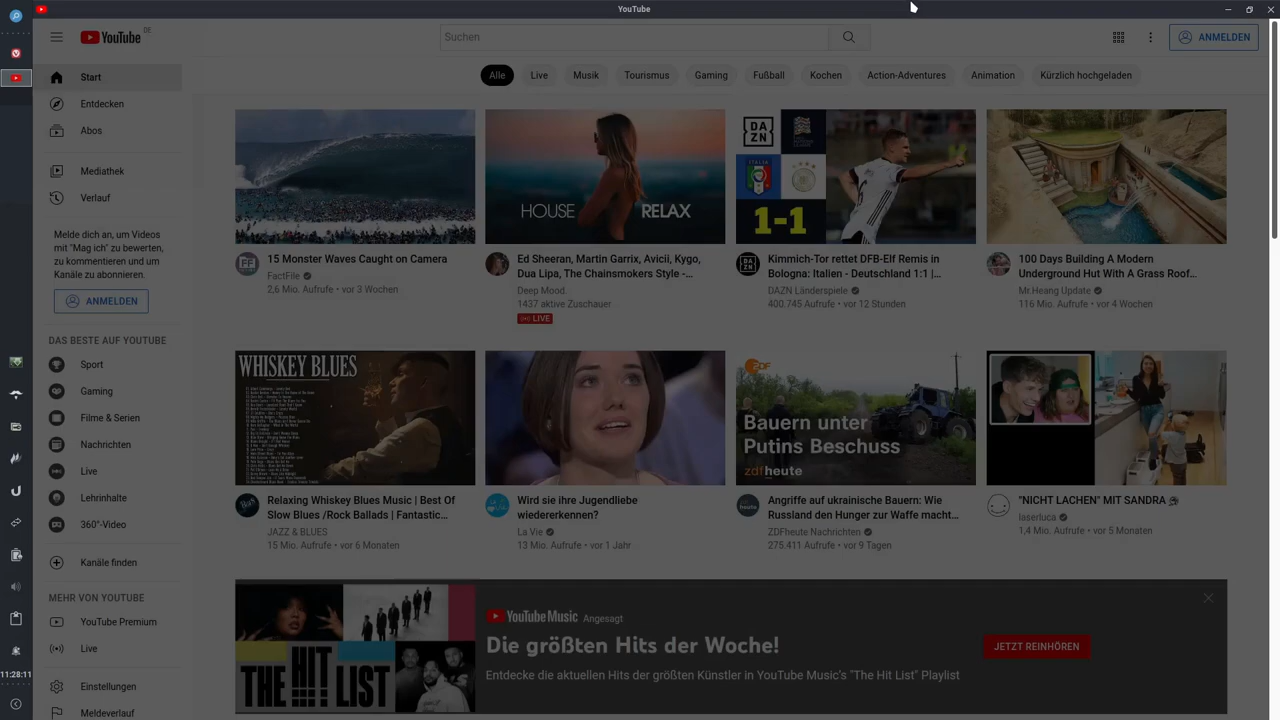 YouTube
YouTube DE
Suchen
ANMELDEN
Start
Entdecken
Abos
Mediathek
Verlauf
Melde dich an, um Videos
mit "Mag ich" zu bewerten,
zu kommentieren und um
Kanäle zu abonnieren.
ANMELDEN
DAS BESTE AUF YOUTUBE
Sport
Gaming
Filme & Serien
Nachrichten
Live
Lehrinhalte
360°-Video
Kanäle finden
MEHR VON YOUTUBE
YouTube Premium
Live
Einstellungen
Meldeverlauf
11:28:11
Alle
Live
Musik
Tourismus
Gaming
Fußball
Kochen
Action-Adventures
Animation
Kürzlich hochgeladen
15 Monster Waves Caught on Camera
FactFile
2,6 Mio. Aufrufe • vor 3 Wochen
HOUSE RELAX
Ed Sheeran, Martin Garrix, Avicii, Kygo,
Dua Lipa, The Chainsmokers Style -...
Deep Mood.
1437 aktive Zuschauer
LIVE
DAZN
ITALIA
1-1
Kimmich-Tor rettet DFB-Elf Remis in
Bologna: Italien - Deutschland 1:1 |...
DAZN Länderspiele
400.745 Aufrufe • vor 12 Stunden
100 Days Building A Modern
Underground Hut With A Grass Roof...
Mr.Heang Update
116 Mio. Aufrufe • vor 4 Wochen
WHISKEY BLUES
Relaxing Whiskey Blues Music | Best Of
Slow Blues /Rock Ballads | Fantastic...
JAZZ & BLUES
15 Mio. Aufrufe • vor 6 Monaten
Wird sie ihre Jugendliebe
wiedererkennen?
La Vie
13 Mio. Aufrufe • vor 1 Jahr
ZDF
Bauern unter
Putins Beschuss
zdfheute
Angriffe auf ukrainische Bauern: Wie
Russland den Hunger zur Waffe macht...
ZDFheute Nachrichten
275.411 Aufrufe • vor 9 Tagen
"NICHT LACHEN" MIT SANDRA
laserluca
1,4 Mio. Aufrufe • vor 5 Monaten
THE HIT LIST
YouTube Music Angesagt
Die größten Hits der Woche!
Entdecke die aktuellen Hits der größten Künstler in YouTube Music's "The Hit List" Playlist
JETZT REINHÖREN